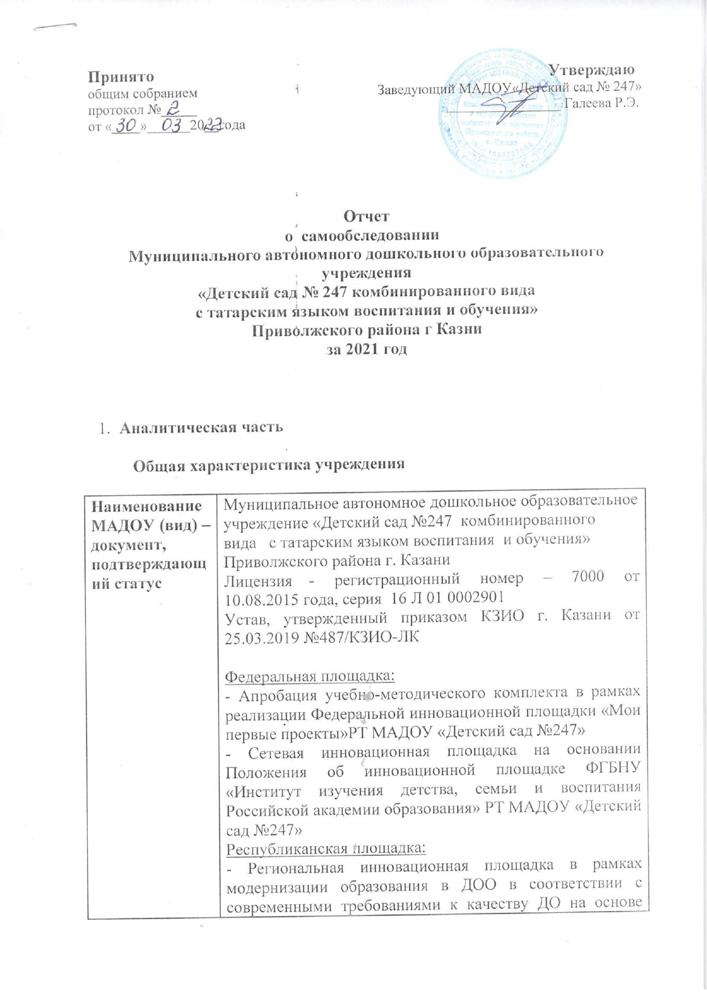 Принято
общим собранием
протокол № 2
от «30» 03 2022 года
Утверждаю
Заведующий МАДОУ«Детский сад № 247»
Галеева Р.Э.
Приволжского района
г. Казани
Отчет
о самообследовании
Муниципального автономного дошкольного образовательного
учреждения
«Детский сад № 247 комбинированного вида
с татарским языком воспитания и обучения»
Приволжского района г Казни
за 2021 год
1. Аналитическая часть
Общая характеристика учреждения
Наименование
МАДОУ (вид) –
документ,
подтверждающ
ий статус
Муниципальное автономное дошкольное образовательное
учреждение «Детский сад №247 комбинированного
вида с татарским языком воспитания и обучения»
Приволжского района г. Казани
Лицензия - регистрационный номер – 7000 от
10.08.2015 года, серия 16 Л 01 0002901
Устав, утвержденный приказом КЗИО г. Казани от
25.03.2019 №487/КЗИО-ЛК
Федеральная площадка:
- Апробация учебно-методического комплекта в рамках
реализации Федеральной инновационной площадки «Мои
первые проекты»РТ МАДОУ «Детский сад №247»
- Сетевая инновационная площадка на основании
Положения об инновационной площадке ФГБНУ
«Институт изучения детства, семьи и воспитания
Российской академии образования» РТ МАДОУ «Детский
сад №247»
Республиканская площадка:
- Региональная инновационная площадка в рамках
модернизации образования в ДОО в соответствии с
современными требованиями к качеству ДО на основе